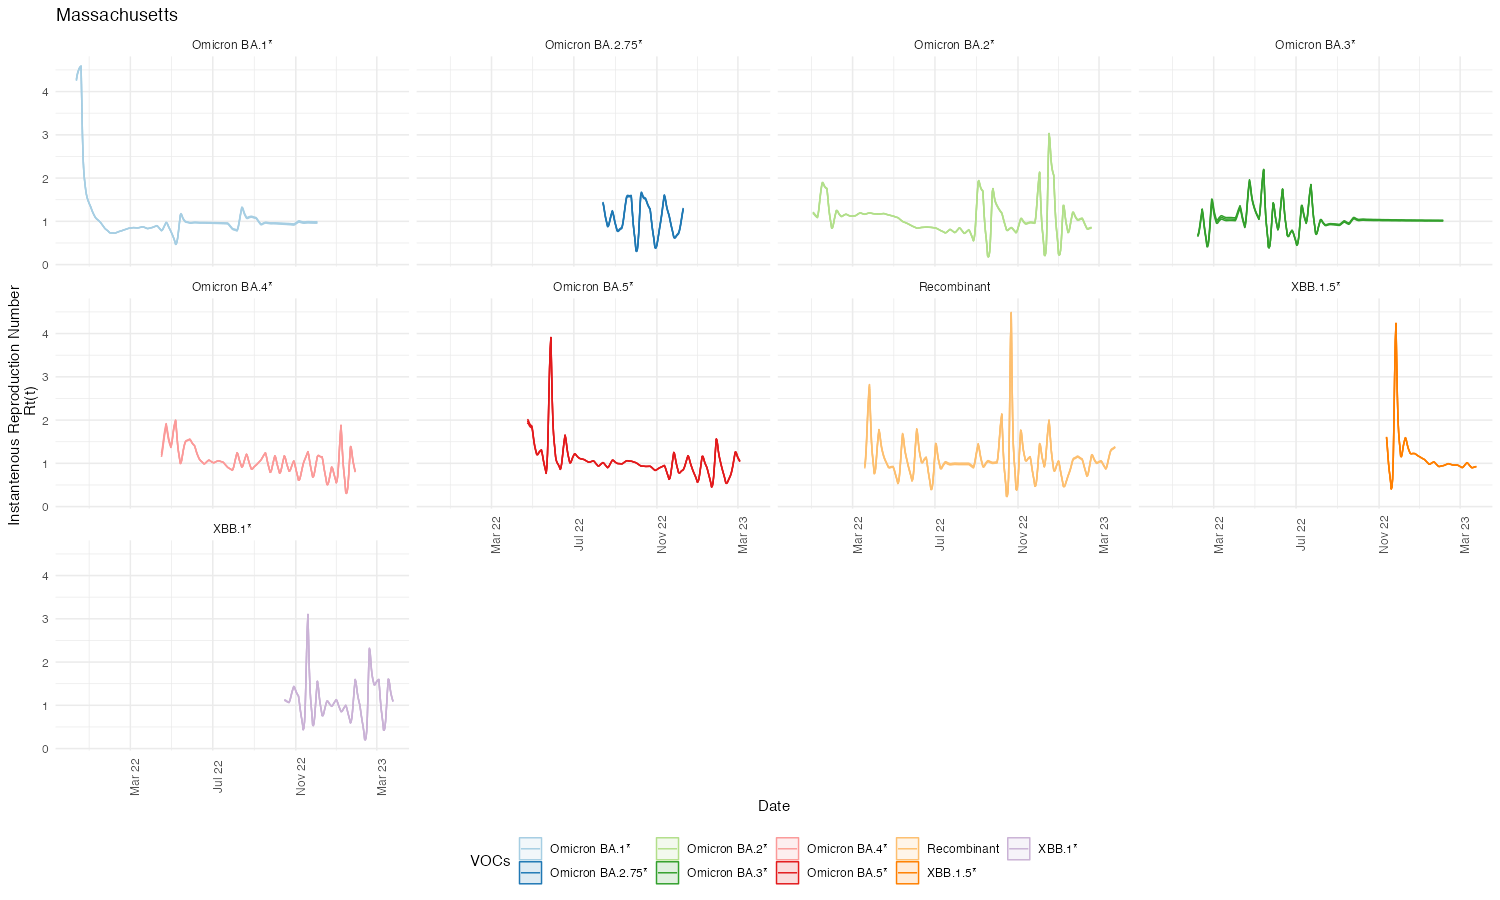 Massachusetts
Omicron BA.1*
Omicron BA.2.75*
Omicron BA.2*
Omicron BA.3*
4
3
2
1
0
Omicron BA.4*
Omicron BA.5*
Recombinant
XBB.1.5*
4
3
2
1
0
Mar 22
Jul 22
Nov 22
Mar 23
Mar 22
Jul 22
Nov 22
Mar 23
Mar 22
Jul 22
Nov 22
Mar 23
XBB.1*
4
3
2
1
0
Mar 22
Jul 22
Nov 22
Mar 23
Instantenous Reproduction Number
Rt(t)
Date
VOCs
Omicron BA.1*
Omicron BA.2*
Omicron BA.4*
Recombinant
XBB.1*
Omicron BA.2.75*
Omicron BA.3*
Omicron BA.5*
XBB.1.5*